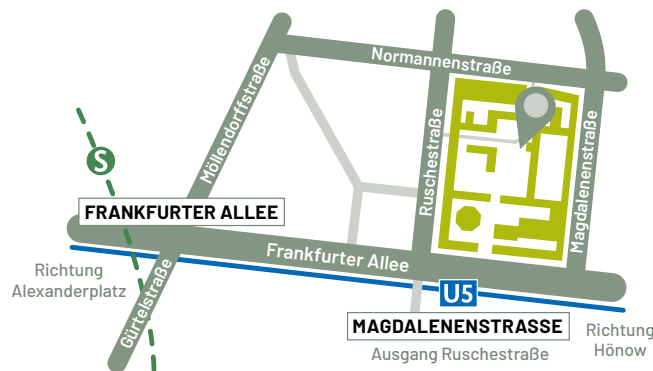 Normannenstraße
Möllendorffstraße
Ruschestraße
Magdalenenstraße
S
FRANKFURTER ALLEE
Frankfurter Allee
Richtung
Alexanderplatz
Gürtelstraße
U5
MAGDALENENSTRASSE
Ausgang Ruschestraße
Richtung
Hönow